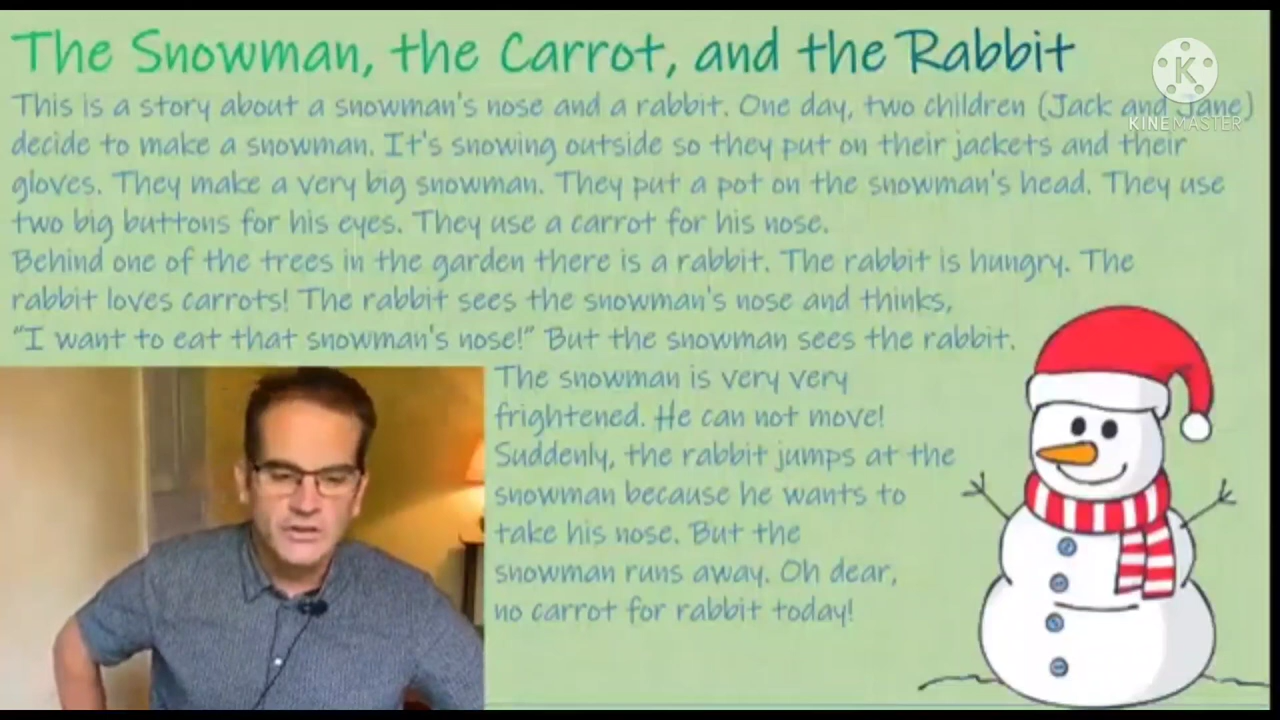 The Snowman, the Carrot, and the Rabbit
This is a story about a snowman's nose and a rabbit. One day, two children (Jack and Jane)
decide to make a snowman. It's snowing outside so they put on their jackets and their
gloves. They make a very big snowman. They put a pot on the snowman's head. They use
two big buttons for his eyes. They use a carrot for his nose.
Behind one of the trees in the garden there is a rabbit. The rabbit is hungry. The
rabbit loves carrots! The rabbit sees the snowman's nose and thinks,
"I want to eat that snowman's nose!" But the snowman sees the rabbit.
The snowman is very very
frightened. He can not move!
Suddenly, the rabbit jumps at the
snowman because he wants to
take his nose. But the
snowman runs away. Oh dear,
no carrot for rabbit today!
K
KINEMASTER